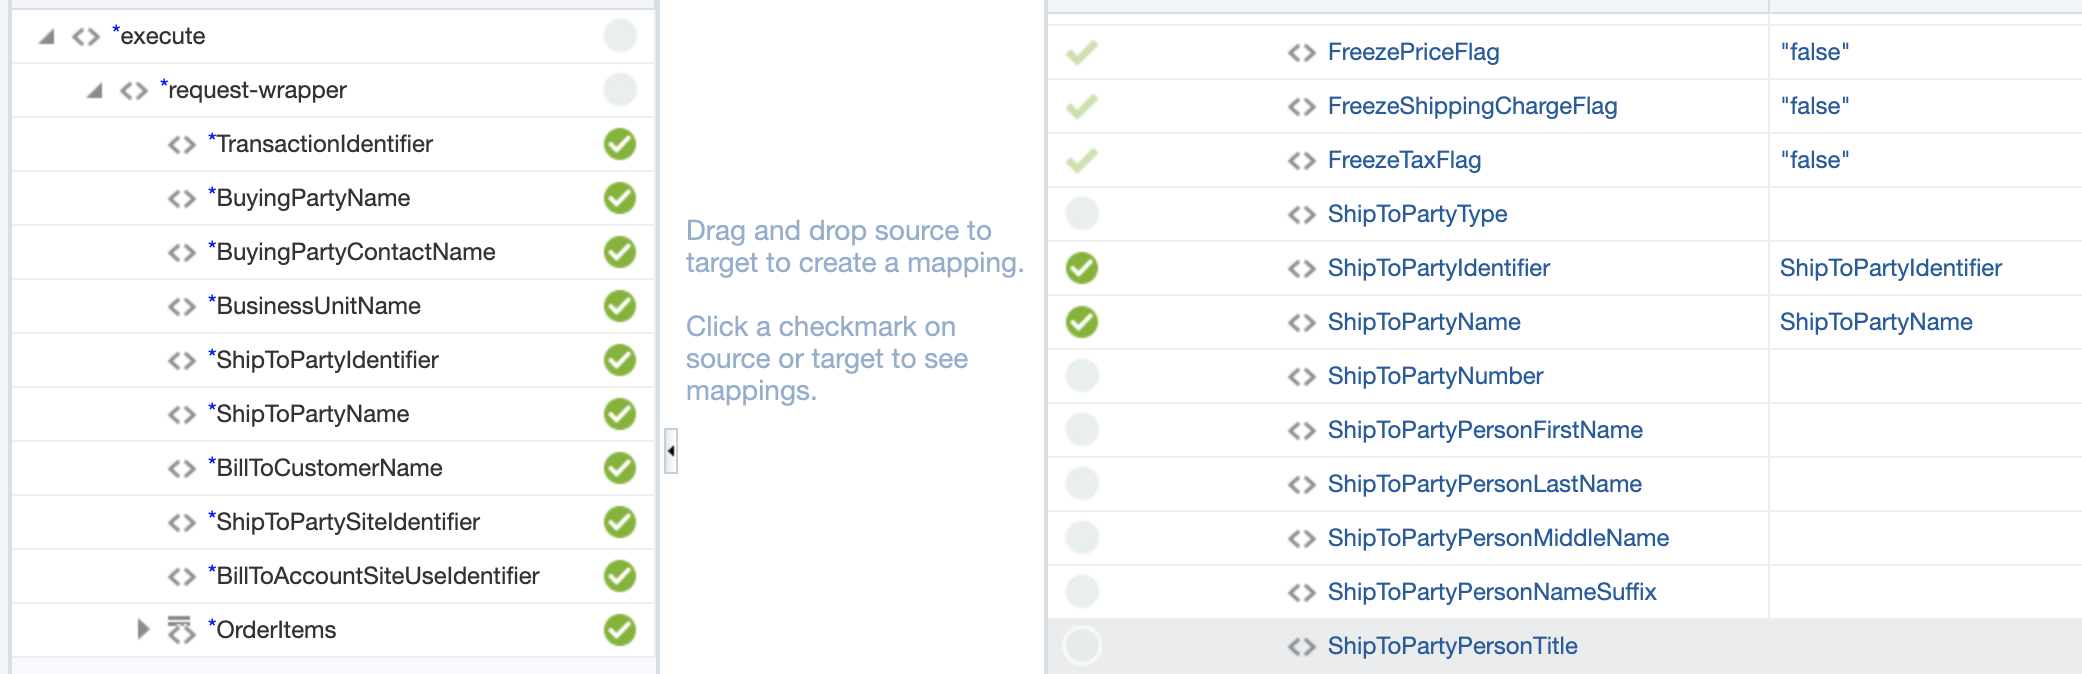 *execute
*request-wrapper
*TransactionIdentifier
*BuyingPartyName
*BuyingPartyContactName
*BusinessUnitName
*ShipToPartyIdentifier
*ShipToPartyName
*BillToCustomerName
*ShipToPartySiteIdentifier
*BillToAccountSiteUseIdentifier
*OrderItems
Drag and drop source to
target to create a mapping.
Click a checkmark on
source or target to see
mappings.
FreezePriceFlag "false"
FreezeShippingChargeFlag "false"
FreezeTaxFlag "false"
ShipToPartyType
ShipToPartyIdentifier ShipToPartyIdentifier
ShipToPartyName ShipToPartyName
ShipToPartyNumber
ShipToPartyPersonFirstName
ShipToPartyPersonLastName
ShipToPartyPersonMiddleName
ShipToPartyPersonNameSuffix
ShipToPartyPersonTitle